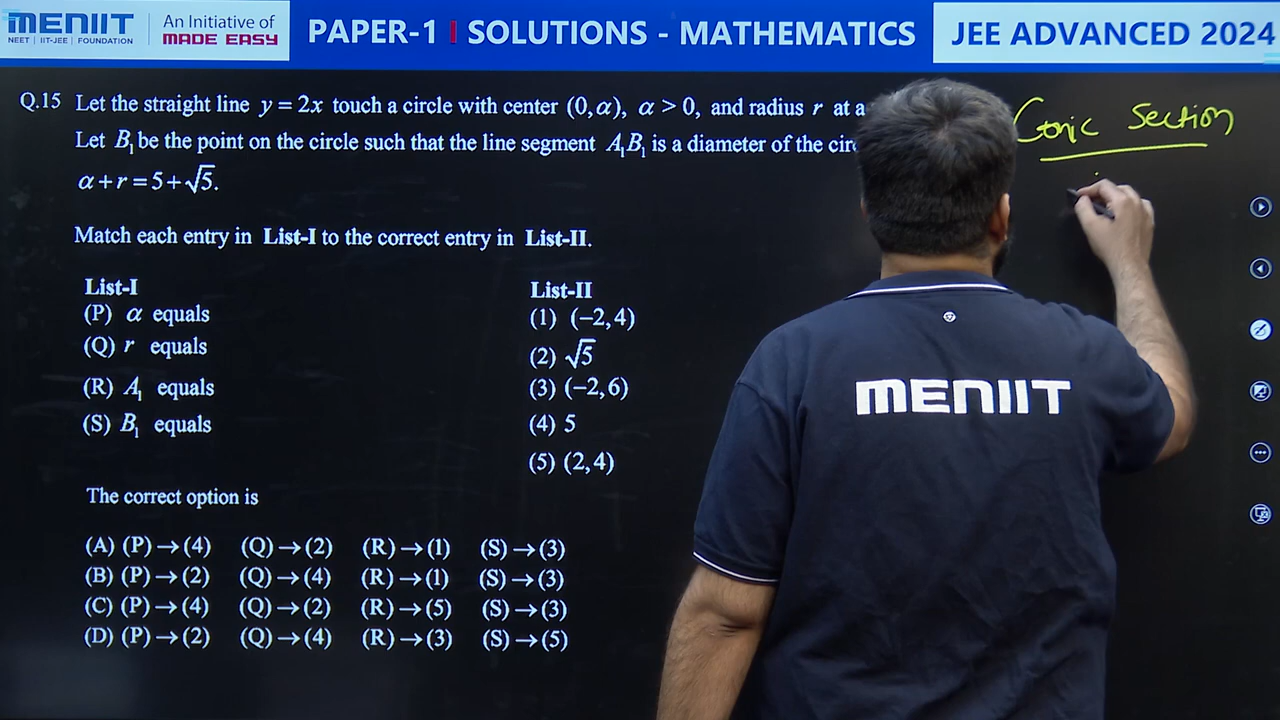 MENIIT
NEET | IIT-JEE | FOUNDATION
An Initiative of
MADE EASY
PAPER-1 I SOLUTIONS - MATHEMATICS
JEE ADVANCED 2024
Q.15 Let the straight line y = 2x touch a circle with center (0, α), α > 0, and radius r at a
Let B₁ be the point on the circle such that the line segment A₁B₁ is a diameter of the
α + r = 5 + √5.
Conic Section
Match each entry in List-I to the correct entry in List-II.
List-I
(P) α equals
(Q) r equals
(R) A₁ equals
(S) B₁ equals
List-II
(1) (−2, 4)
(2) √5
(3) (−2, 6)
(4) 5
(5) (2, 4)
The correct option is
(A) (P) → (4) (Q) → (2) (R) → (1) (S) → (3)
(B) (P) → (2) (Q) → (4) (R) → (1) (S) → (3)
(C) (P) → (4) (Q) → (2) (R) → (5) (S) → (3)
(D) (P) → (2) (Q) → (4) (R) → (3) (S) → (5)
MENIIT